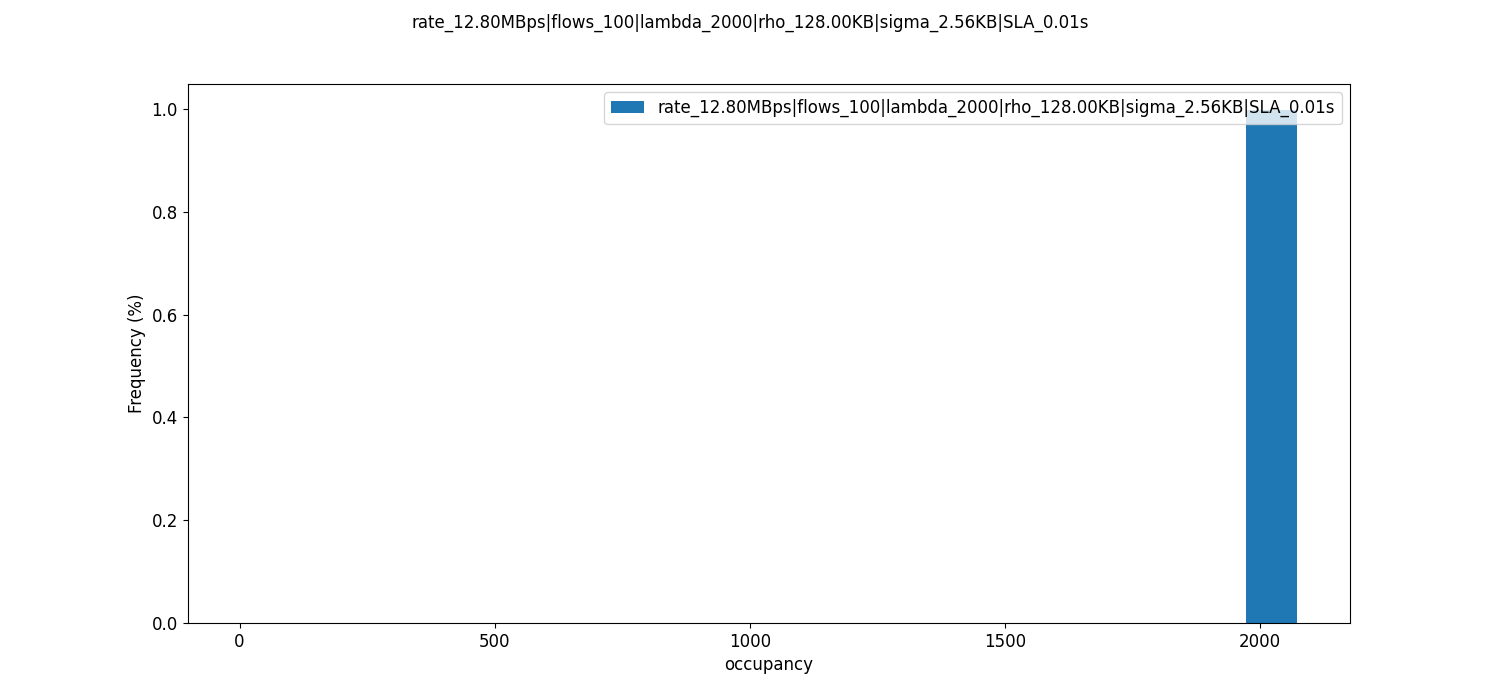 rate_12.80MBps|flows_100|lambda_2000|rho_128.00KB|sigma_2.56KB|SLA_0.01s
rate_12.80MBps|flows_100|lambda_2000|rho_128.00KB|sigma_2.56KB|SLA_0.01s
1.0
0.8
0.6
0.4
0.2
0.0
Frequency (%)
0 500 1000 1500 2000
occupancy